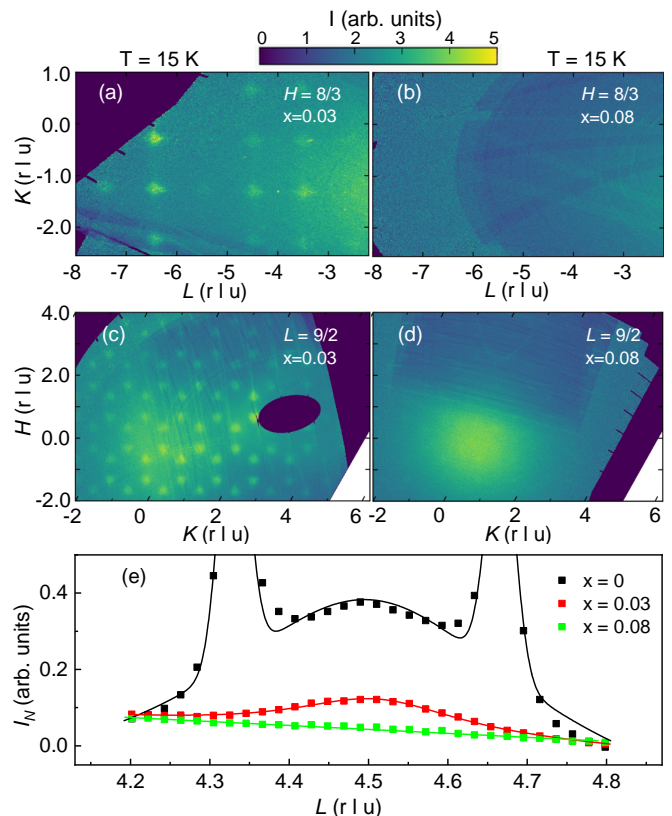 I (arb. units)
T = 15 K
0 1 2 3 4 5
T = 15 K
(a)
H = 8/3
x=0.03
(b)
H = 8/3
x=0.08
1.0
0.0
-1.0
-2.0
K (r l u)
-8 -7 -6 -5 -4 -3
L (r l u)
-8 -7 -6 -5 -4 -3
L (r l u)
(c)
L = 9/2
x=0.03
(d)
L = 9/2
x=0.08
4.0
2.0
0.0
-2.0
H (r l u)
-2 0 2 4 6
K (r l u)
-2 0 2 4 6
K (r l u)
(e)
x = 0
x = 0.03
x = 0.08
0.4
0.2
0.0
I_N (arb. units)
4.2 4.3 4.4 4.5 4.6 4.7 4.8
L (r l u)